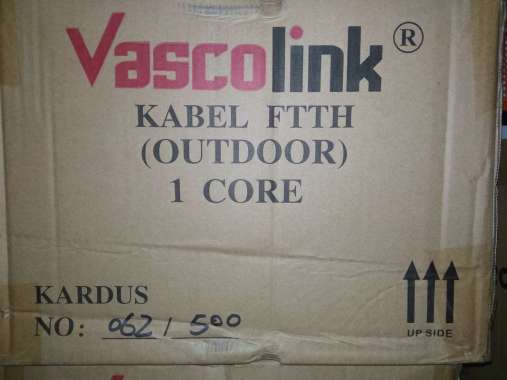 Vascolink ®
KABEL FTTH
(OUTDOOR)
1 CORE
KARDUS
NO: 062 / 500
UP SIDE